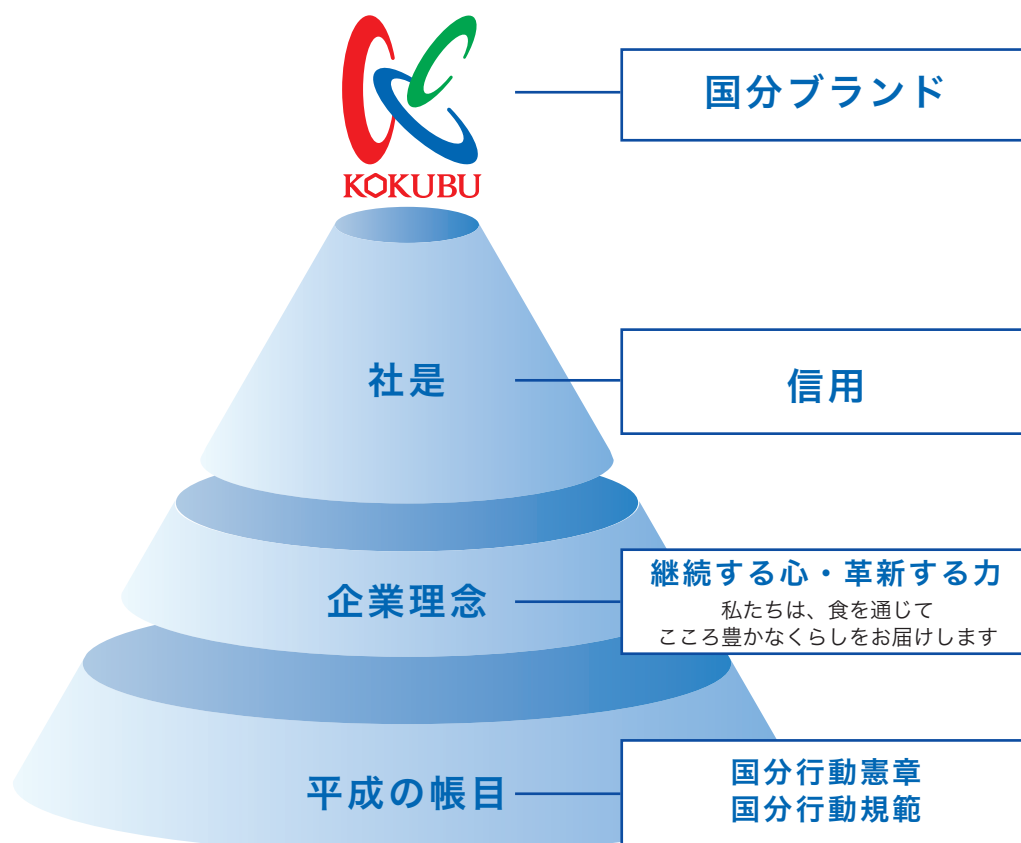 KOKUBU
国分ブランド
社是
信用
企業理念
継続する心・革新する力
私たちは、食を通じて
こころ豊かなくらしをお届けします
平成の帳目
国分行動憲章
国分行動規範